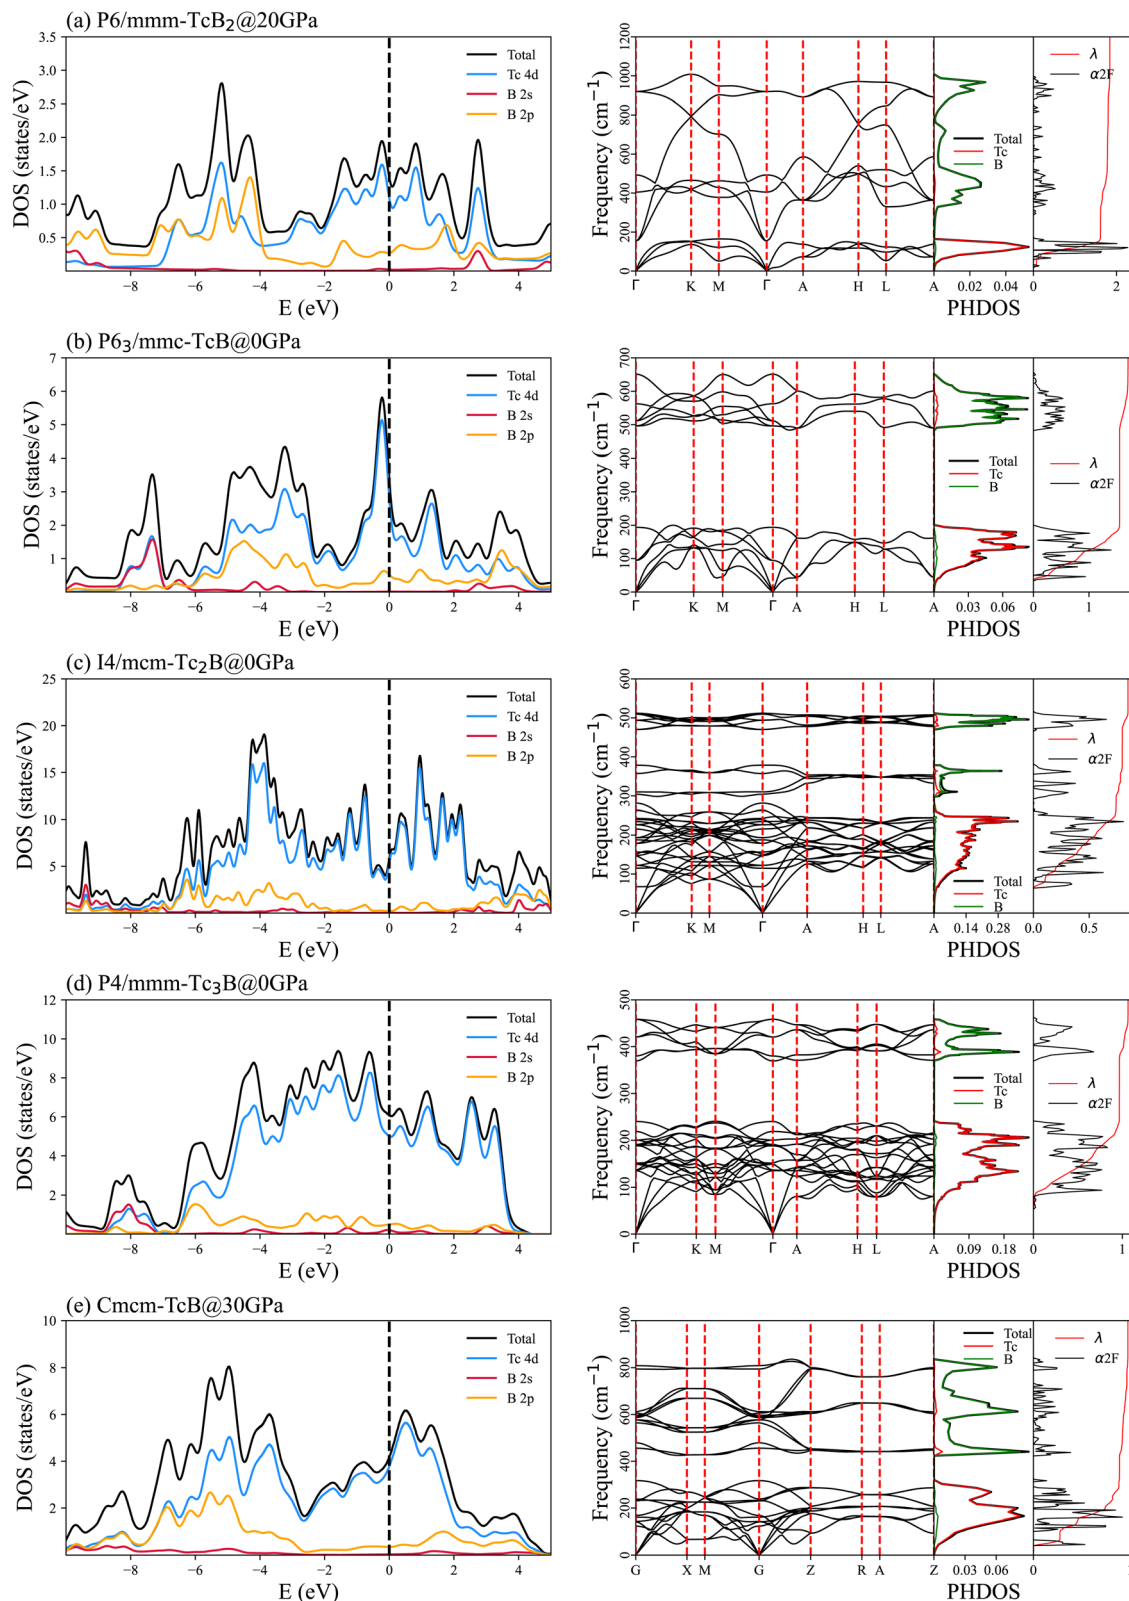 (a) P6/mmm-TcB₂@20GPa
DOS (states/eV)
3.5
3.0
2.5
2.0
1.5
1.0
0.5
Total
Tc 4d
B 2s
B 2p
−8 −6 −4 −2 0 2 4
E (eV)
Frequency (cm⁻¹)
1200
1000
800
600
400
200
0
Γ K M Γ A H L A
Total
Tc
B
0.02 0.04
PHDOS
λ
α2F
0 2
(b) P6₃/mmc-TcB@0GPa
DOS (states/eV)
7
6
5
4
3
2
1
Total
Tc 4d
B 2s
B 2p
−8 −6 −4 −2 0 2 4
E (eV)
Frequency (cm⁻¹)
700
600
500
400
300
200
100
0
Γ K M Γ A H L A
Total
Tc
B
0.03 0.06
PHDOS
λ
α2F
0 1
(c) I4/mcm-Tc₂B@0GPa
DOS (states/eV)
25
20
15
10
5
Total
Tc 4d
B 2s
B 2p
−8 −6 −4 −2 0 2 4
E (eV)
Frequency (cm⁻¹)
600
500
400
300
200
100
0
Γ K M Γ A H L A
Total
Tc
B
0.14 0.28
PHDOS
λ
α2F
0.0 0.5
(d) P4/mmm-Tc₃B@0GPa
DOS (states/eV)
12
10
8
6
4
2
Total
Tc 4d
B 2s
B 2p
−8 −6 −4 −2 0 2 4
E (eV)
Frequency (cm⁻¹)
500
400
300
200
100
0
Γ K M Γ A H L A
Total
Tc
B
0.09 0.18
PHDOS
λ
α2F
0 1
(e) Cmcm-TcB@30GPa
DOS (states/eV)
10
8
6
4
2
Total
Tc 4d
B 2s
B 2p
−8 −6 −4 −2 0 2 4
E (eV)
Frequency (cm⁻¹)
1000
800
600
400
200
0
G X M G Z R A Z
Total
Tc
B
0.03 0.06
PHDOS
λ
α2F
0